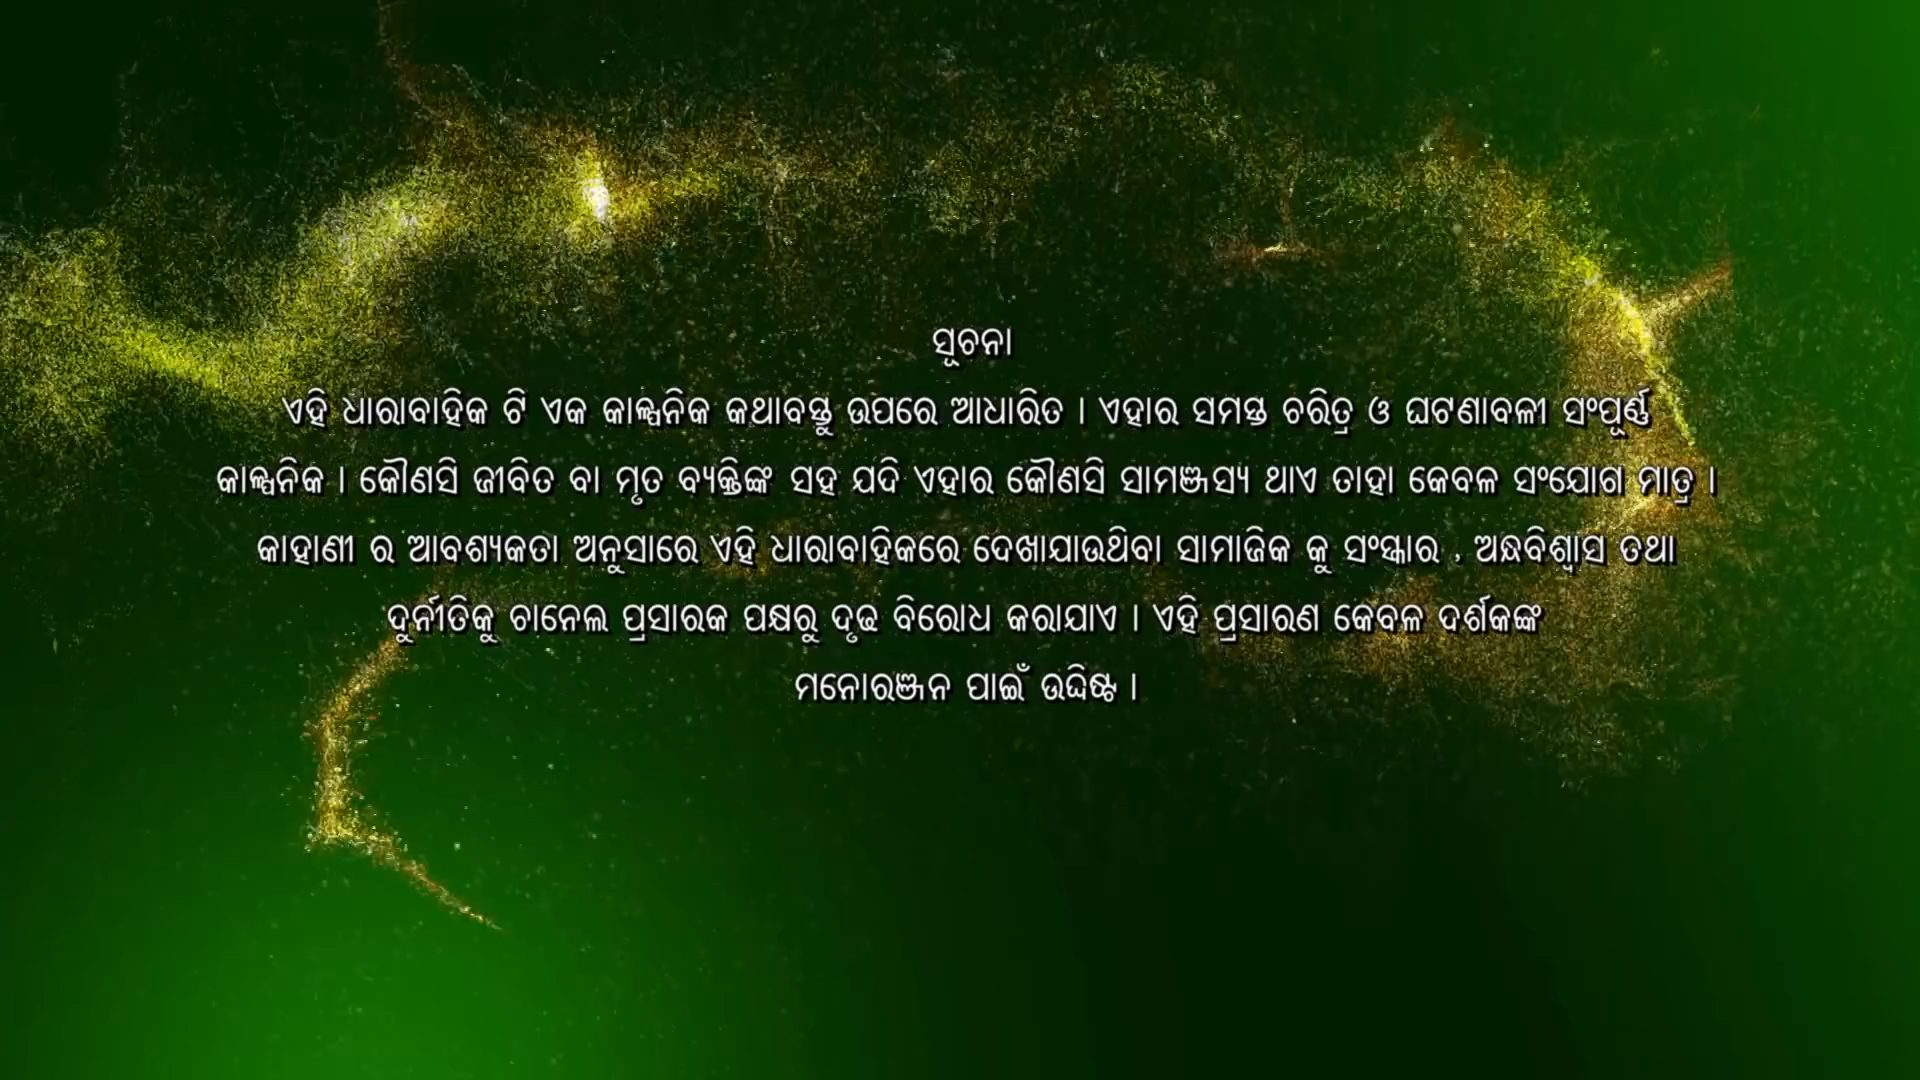 ସୂଚନା
ଏହି ଧାରାବାହିକ ଟି ଏକ କାଳ୍ପନିକ କଥାବସ୍ତୁ ଉପରେ ଆଧାରିତ । ଏହାର ସମସ୍ତ ଚରିତ୍ର ଓ ଘଟଣାବଳୀ ସଂପୂର୍ଣ୍ଣ
କାଳ୍ପନିକ । କୌଣସି ଜୀବିତ ବା ମୃତ ବ୍ୟକ୍ତିଙ୍କ ସହ ଯଦି ଏହାର କୌଣସି ସାମଞ୍ଜସ୍ୟ ଥାଏ ତାହା କେବଳ ସଂଯୋଗ ମାତ୍ର ।
କାହାଣୀ ର ଆବଶ୍ୟକତା ଅନୁସାରେ ଏହି ଧାରାବାହିକରେ ଦେଖାଯାଉଥିବା ସାମାଜିକ କୁ ସଂସ୍କାର , ଅନ୍ଧବିଶ୍ୱାସ ତଥା
ଦୁର୍ନୀତିକୁ ଚାନେଲ ପ୍ରସାରକ ପକ୍ଷରୁ ଦୃଢ ବିରୋଧ କରାଯାଏ । ଏହି ପ୍ରସାରଣ କେବଳ ଦର୍ଶକଙ୍କ
ମନୋରଞ୍ଜନ ପାଇଁ ଉଦ୍ଦିଷ୍ଟ ।